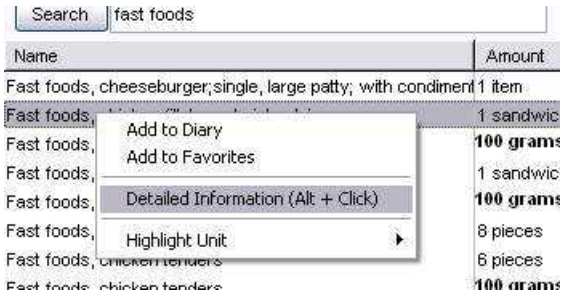 Search fast foods
Name Amount
Fast foods, cheeseburger;single, large patty; with condiment 1 item
Fast foods, 1 sandwic
Add to Diary
Fast foods, 100 grams
Add to Favorites
Fast foods, 1 sandwic
Fast foods, Detailed Information (Alt + Click) 100 grams
Fast foods, 8 pieces
Highlight Unit
Fast foods, chicken tenders 6 pieces
Fast foods, chicken tenders 100 grams